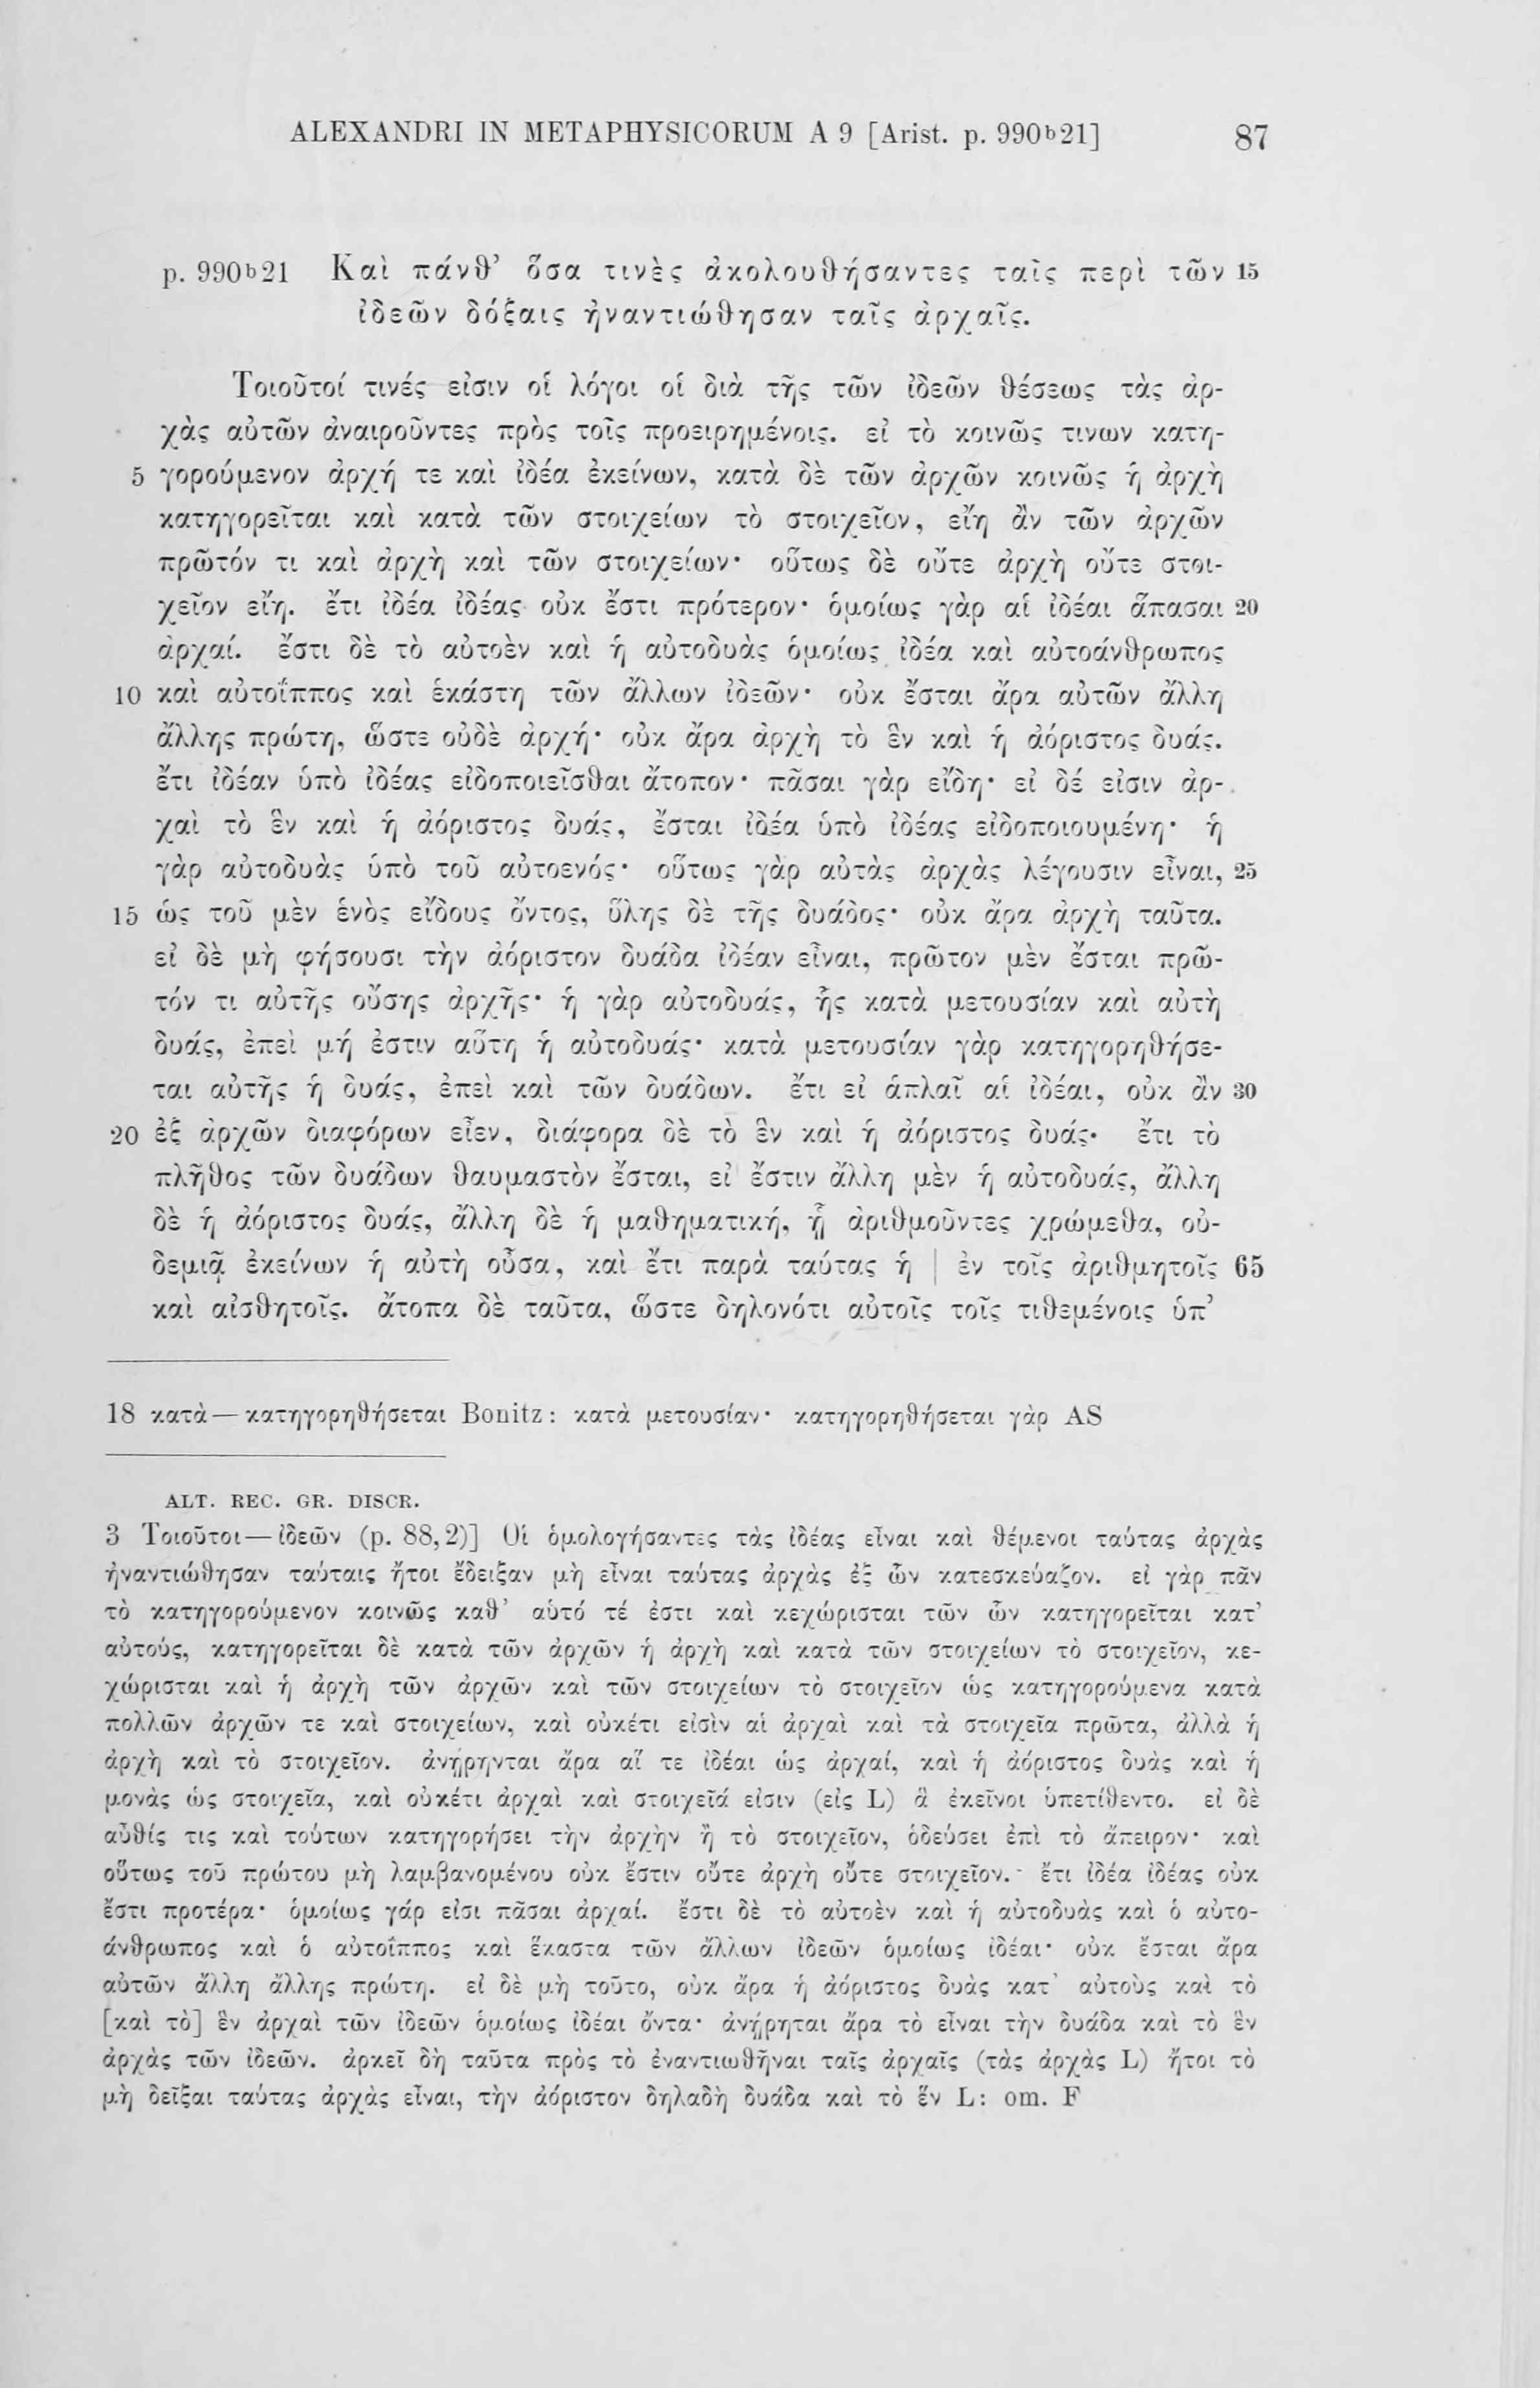 ALEXANDRI IN METAPHYSICORUM A 9 [Arist. p. 990b21] 87
p. 990b21 Καὶ πάνθ’ ὅσα τινὲς ἀκολουθήσαντες ταῖς περὶ τῶν 15
ἰδεῶν δόξαις ἠναντιώθησαν ταῖς ἀρχαῖς.
Τοιοῦτοί τινές εἰσιν οἱ λόγοι οἱ διὰ τῆς τῶν ἰδεῶν θέσεως τὰς ἀρ-
χὰς αὐτῶν ἀναιροῦντες πρὸς τοῖς προειρημένοις. εἰ τὸ κοινῶς τινων κατη-
5 γορούμενον ἀρχή τε καὶ ἰδέα ἐκείνων, κατὰ δὲ τῶν ἀρχῶν κοινῶς ἡ ἀρχὴ
κατηγορεῖται καὶ κατὰ τῶν στοιχείων τὸ στοιχεῖον, εἴη ἂν τῶν ἀρχῶν
πρῶτόν τι καὶ ἀρχὴ καὶ τῶν στοιχείων· οὕτως δὲ οὔτε ἀρχὴ οὔτε στοι-
χεῖον εἴη. ἔτι ἰδέα ἰδέας οὐκ ἔστι πρότερον· ὁμοίως γὰρ αἱ ἰδέαι ἅπασαι 20
ἀρχαί. ἔστι δὲ τὸ αὐτοὲν καὶ ἡ αὐτοδυὰς ὁμοίως ἰδέα καὶ αὐτοάνθρωπος
10 καὶ αὐτοΐππος καὶ ἑκάστη τῶν ἄλλων ἰδεῶν· οὐκ ἔσται ἄρα αὐτῶν ἄλλη
ἄλλης πρώτη, ὥστε οὐδὲ ἀρχή· οὐκ ἄρα ἀρχὴ τὸ ἓν καὶ ἡ ἀόριστος δυάς.
ἔτι ἰδέαν ὑπὸ ἰδέας εἰδοποιεῖσθαι ἄτοπον· πᾶσαι γὰρ εἴδη· εἰ δέ εἰσιν ἀρ-
χαὶ τὸ ἓν καὶ ἡ ἀόριστος δυάς, ἔσται ἰδέα ὑπὸ ἰδέας εἰδοποιουμένη· ἡ
γὰρ αὐτοδυὰς ὑπὸ τοῦ αὐτοενός· οὕτως γὰρ αὐτὰς ἀρχὰς λέγουσιν εἶναι, 25
15 ὡς τοῦ μὲν ἑνὸς εἴδους ὄντος, ὕλης δὲ τῆς δυάδος· οὐκ ἄρα ἀρχὴ ταῦτα.
εἰ δὲ μὴ φήσουσι τὴν ἀόριστον δυάδα ἰδέαν εἶναι, πρῶτον μὲν ἔσται πρῶ-
τόν τι αὐτῆς οὔσης ἀρχῆς· ἡ γὰρ αὐτοδυάς, ἧς κατὰ μετουσίαν καὶ αὐτὴ
δυάς, ἐπεὶ μή ἐστιν αὕτη ἡ αὐτοδυάς· κατὰ μετουσίαν γὰρ κατηγορηθήσε-
ται αὐτῆς ἡ δυάς, ἐπεὶ καὶ τῶν δυάδων. ἔτι εἰ ἁπλαῖ αἱ ἰδέαι, οὐκ ἂν 30
20 ἐξ ἀρχῶν διαφόρων εἶεν, διάφορα δὲ τὸ ἓν καὶ ἡ ἀόριστος δυάς· ἔτι τὸ
πλῆθος τῶν δυάδων θαυμαστὸν ἔσται, εἰ ἔστιν ἄλλη μὲν ἡ αὐτοδυάς, ἄλλη
δὲ ἡ ἀόριστος δυάς, ἄλλη δὲ ἡ μαθηματική, ᾗ ἀριθμοῦντες χρώμεθα, οὐ-
δεμιᾷ ἐκείνων ἡ αὐτὴ οὖσα, καὶ ἔτι παρὰ ταύτας ἡ | ἐν τοῖς ἀριθμητοῖς 65
καὶ αἰσθητοῖς. ἄτοπα δὲ ταῦτα, ὥστε δηλονότι αὐτοῖς τοῖς τιθεμένοις ὑπ’
18 κατὰ—κατηγορηθήσεται Bonitz: κατὰ μετουσίαν· κατηγορηθήσεται γὰρ AS
ALT. REC. GR. DISCR.
3 Τοιοῦτοι—ἰδεῶν (p. 88,2)] Οἱ ὁμολογήσαντες τὰς ἰδέας εἶναι καὶ θέμενοι ταύτας ἀρχὰς
ἠναντιώθησαν ταύταις ἤτοι ἔδειξαν μὴ εἶναι ταύτας ἀρχὰς ἐξ ὧν κατεσκεύαζον. εἰ γὰρ πᾶν
τὸ κατηγορούμενον κοινῶς καθ’ αὑτό τέ ἐστι καὶ κεχώρισται τῶν ὧν κατηγορεῖται κατ’
αὐτούς, κατηγορεῖται δὲ κατὰ τῶν ἀρχῶν ἡ ἀρχὴ καὶ κατὰ τῶν στοιχείων τὸ στοιχεῖον, κε-
χώρισται καὶ ἡ ἀρχὴ τῶν ἀρχῶν καὶ τῶν στοιχείων τὸ στοιχεῖον ὡς κατηγορούμενα κατὰ
πολλῶν ἀρχῶν τε καὶ στοιχείων, καὶ οὐκέτι εἰσὶν αἱ ἀρχαὶ καὶ τὰ στοιχεῖα πρῶτα, ἀλλὰ ἡ
ἀρχὴ καὶ τὸ στοιχεῖον. ἀνῄρηνται ἄρα αἵ τε ἰδέαι ὡς ἀρχαί, καὶ ἡ ἀόριστος δυὰς καὶ ἡ
μονὰς ὡς στοιχεῖα, καὶ οὐκέτι ἀρχαὶ καὶ στοιχεῖά εἰσιν (εἰς L) ἃ ἐκεῖνοι ὑπετίθεντο. εἰ δὲ
αὖθίς τις καὶ τούτων κατηγορήσει τὴν ἀρχὴν ἢ τὸ στοιχεῖον, ὁδεύσει ἐπὶ τὸ ἄπειρον· καὶ
οὕτως τοῦ πρώτου μὴ λαμβανομένου οὐκ ἔστιν οὔτε ἀρχὴ οὔτε στοιχεῖον. ἔτι ἰδέα ἰδέας οὐκ
ἔστι προτέρα· ὁμοίως γάρ εἰσι πᾶσαι ἀρχαί. ἔστι δὲ τὸ αὐτοὲν καὶ ἡ αὐτοδυὰς καὶ ὁ αὐτο-
άνθρωπος καὶ ὁ αὐτοΐππος καὶ ἕκαστα τῶν ἄλλων ἰδεῶν ὁμοίως ἰδέαι· οὐκ ἔσται ἄρα
αὐτῶν ἄλλη ἄλλης πρώτη. εἰ δὲ μὴ τοῦτο, οὐκ ἄρα ἡ ἀόριστος δυὰς κατ’ αὐτοὺς καὶ τὸ
[καὶ τὸ] ἓν ἀρχαὶ τῶν ἰδεῶν ὁμοίως ἰδέαι ὄντα· ἀνῄρηται ἄρα τὸ εἶναι τὴν δυάδα καὶ τὸ ἓν
ἀρχὰς τῶν ἰδεῶν. ἀρκεῖ δὴ ταῦτα πρὸς τὸ ἐναντιωθῆναι ταῖς ἀρχαῖς (τὰς ἀρχὰς L) ἤτοι τὸ
μὴ δεῖξαι ταύτας ἀρχὰς εἶναι, τὴν ἀόριστον δηλαδὴ δυάδα καὶ τὸ ἕν L: om. F